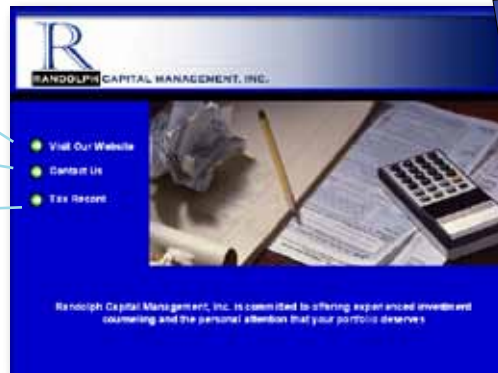 R
RANDOLPH CAPITAL MANAGEMENT, INC.
Visit Our Website
Contact Us
Tax Record
Randolph Capital Management, Inc. is committed to offering experienced investment
counseling and the personal attention that your portfolio deserves